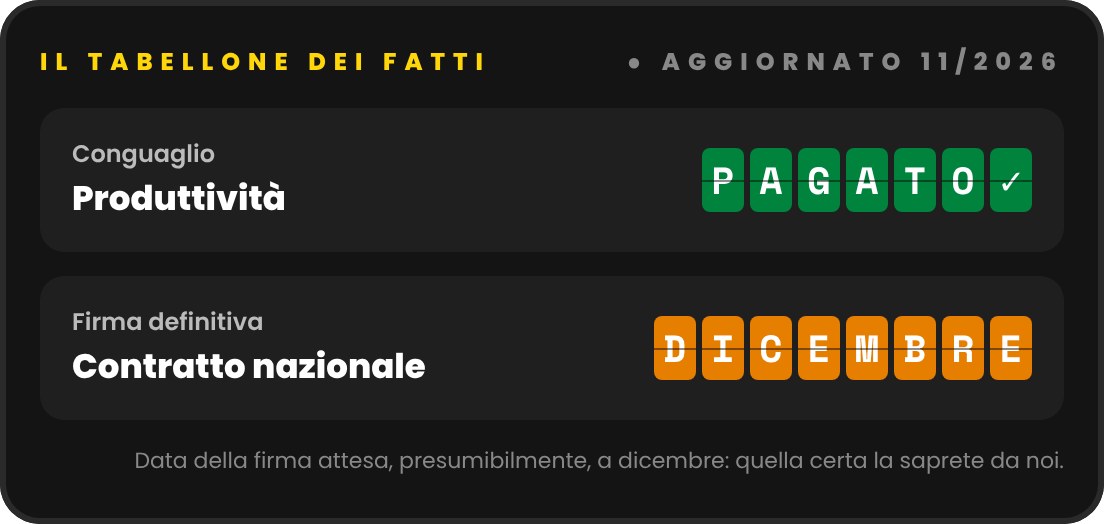 IL TABELLONE DEI FATTI
• AGGIORNATO 11/2026
Conguaglio
Produttività
PAGATO✓
Firma definitiva
Contratto nazionale
DICEMBRE
Data della firma attesa, presumibilmente, a dicembre: quella certa la saprete da noi.